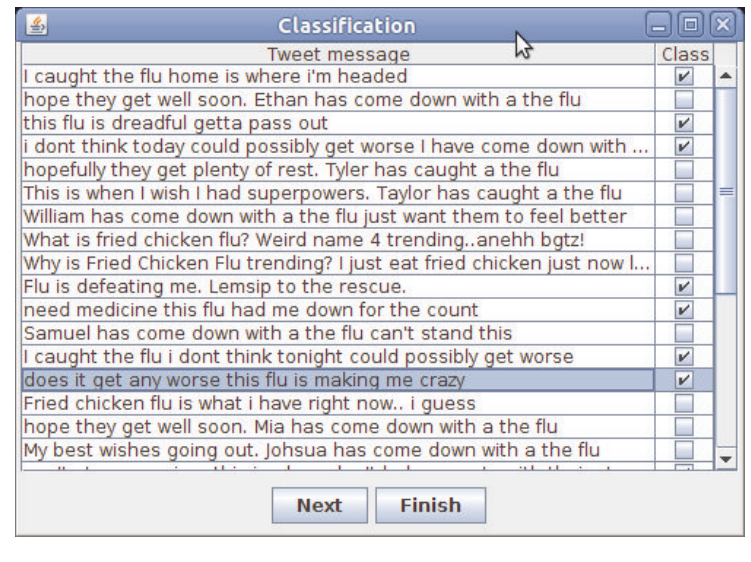 Classification
Tweet message Class
I caught the flu home is where i'm headed
hope they get well soon. Ethan has come down with a the flu
this flu is dreadful getta pass out
i dont think today could possibly get worse I have come down with ...
hopefully they get plenty of rest. Tyler has caught a the flu
This is when I wish I had superpowers. Taylor has caught a the flu
William has come down with a the flu just want them to feel better
What is fried chicken flu? Weird name 4 trending..anehh bgtz!
Why is Fried Chicken Flu trending? I just eat fried chicken just now l...
Flu is defeating me. Lemsip to the rescue.
need medicine this flu had me down for the count
Samuel has come down with a the flu can't stand this
I caught the flu i dont think tonight could possibly get worse
does it get any worse this flu is making me crazy
Fried chicken flu is what i have right now.. i guess
hope they get well soon. Mia has come down with a the flu
My best wishes going out. Johsua has come down with a the flu
Next Finish